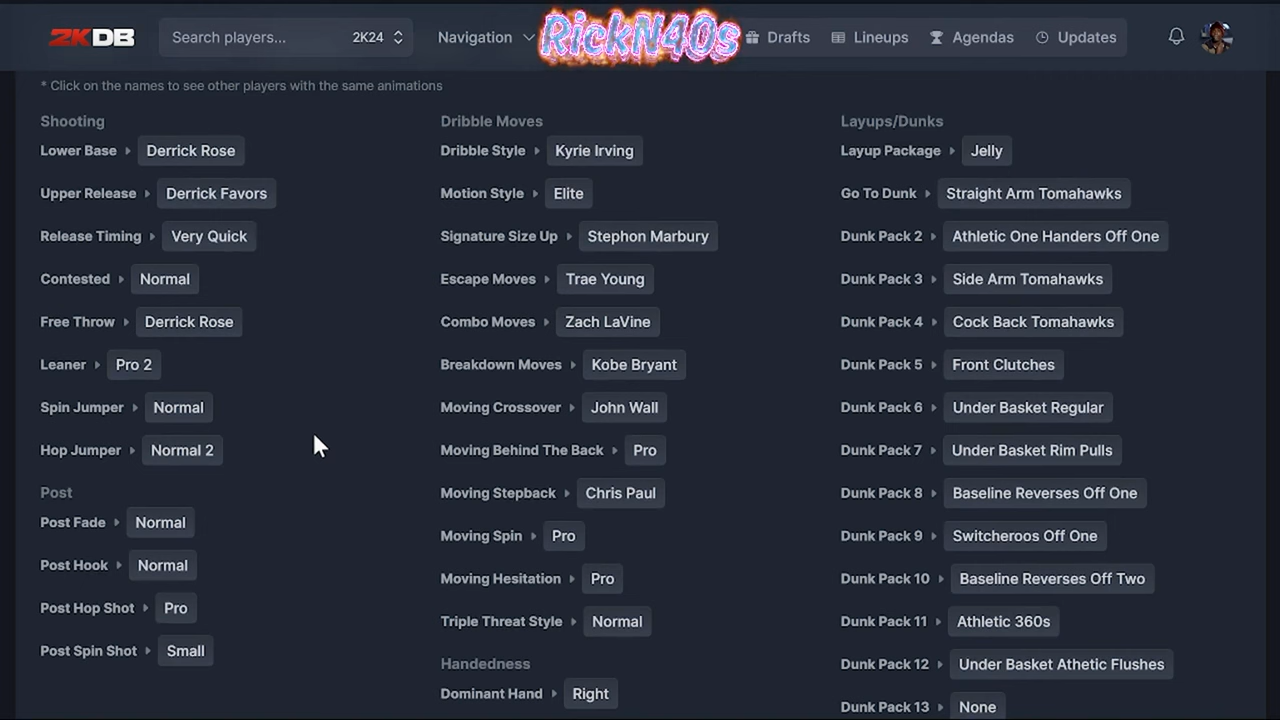 2KDB
Search players...
2K24
Navigation
RickN40s
Drafts
Lineups
Agendas
Updates
* Click on the names to see other players with the same animations
Shooting
Lower Base Derrick Rose
Upper Release Derrick Favors
Release Timing Very Quick
Contested Normal
Free Throw Derrick Rose
Leaner Pro 2
Spin Jumper Normal
Hop Jumper Normal 2
Post
Post Fade Normal
Post Hook Normal
Post Hop Shot Pro
Post Spin Shot Small
Dribble Moves
Dribble Style Kyrie Irving
Motion Style Elite
Signature Size Up Stephon Marbury
Escape Moves Trae Young
Combo Moves Zach LaVine
Breakdown Moves Kobe Bryant
Moving Crossover John Wall
Moving Behind The Back Pro
Moving Stepback Chris Paul
Moving Spin Pro
Moving Hesitation Pro
Triple Threat Style Normal
Handedness
Dominant Hand Right
Layups/Dunks
Layup Package Jelly
Go To Dunk Straight Arm Tomahawks
Dunk Pack 2 Athletic One Handers Off One
Dunk Pack 3 Side Arm Tomahawks
Dunk Pack 4 Cock Back Tomahawks
Dunk Pack 5 Front Clutches
Dunk Pack 6 Under Basket Regular
Dunk Pack 7 Under Basket Rim Pulls
Dunk Pack 8 Baseline Reverses Off One
Dunk Pack 9 Switcheroos Off One
Dunk Pack 10 Baseline Reverses Off Two
Dunk Pack 11 Athletic 360s
Dunk Pack 12 Under Basket Athetic Flushes
Dunk Pack 13 None